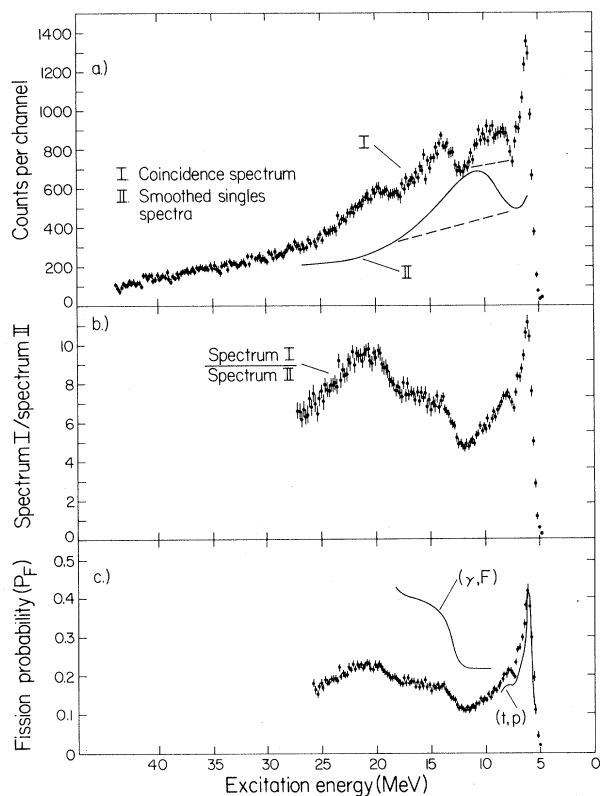 1400
1200
1000
800
600
400
200
0
Counts per channel
a.)
I
I Coincidence spectrum
II Smoothed singles
spectra
II
10
8
6
4
2
0
Spectrum I/spectrum II
b.)
Spectrum I
Spectrum II
0.5
0.4
0.3
0.2
0.1
0
Fission probability (PF)
c.)
(γ,F)
(t,p)
40 35 30 25 20 15 10 5 0
Excitation energy (MeV)